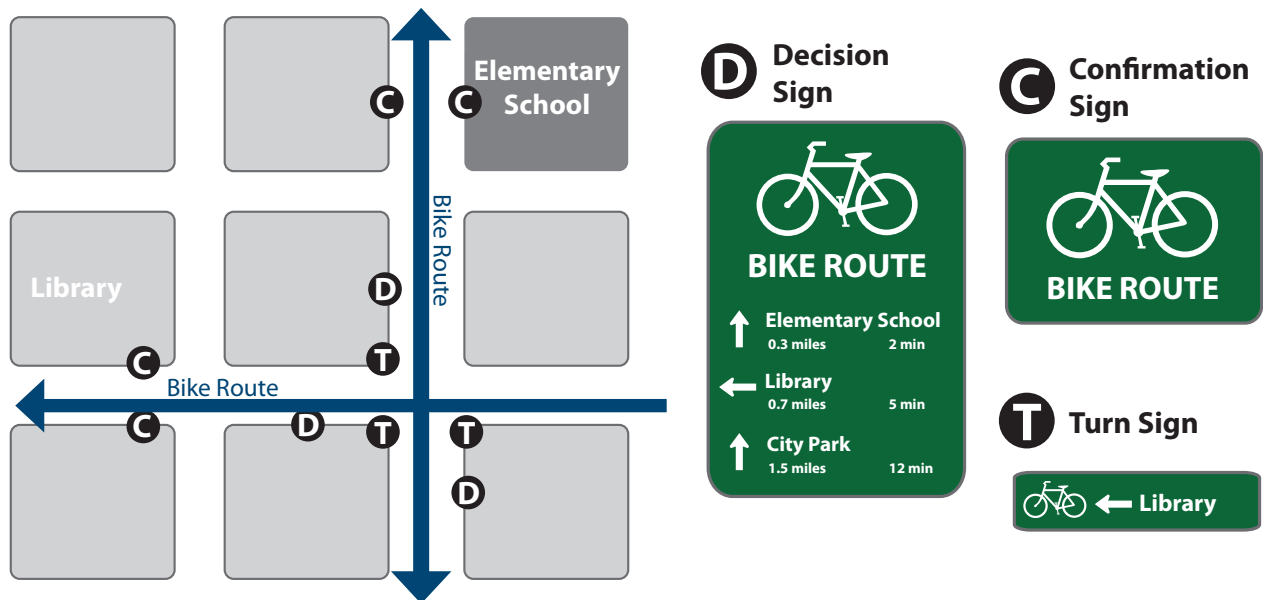 C
C
Elementary
School
Bike Route
Library
D
T
C
Bike Route
C
D
T
T
D
D
Decision
Sign
BIKE ROUTE
Elementary School
0.3 miles 2 min
Library
0.7 miles 5 min
City Park
1.5 miles 12 min
C
Confirmation
Sign
BIKE ROUTE
T
Turn Sign
Library